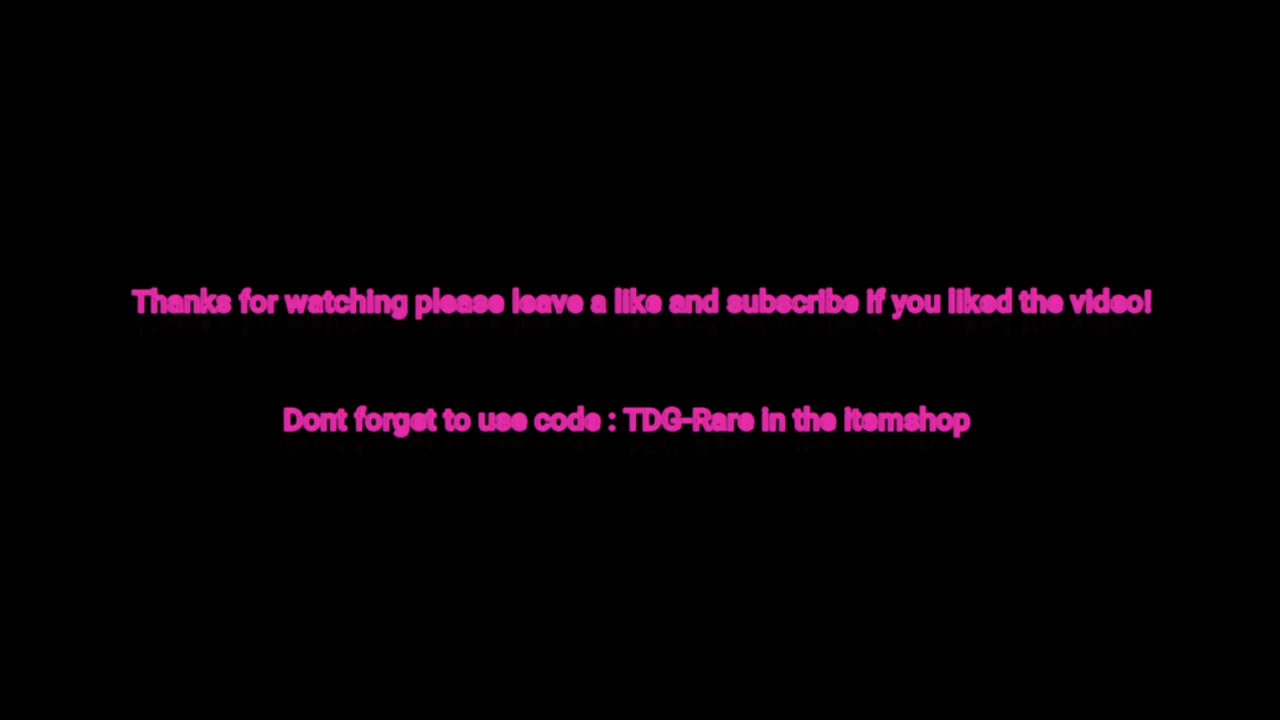 Thanks for watching please leave a like and subscribe if you liked the video!
Dont forget to use code : TDG-Rare in the itemshop